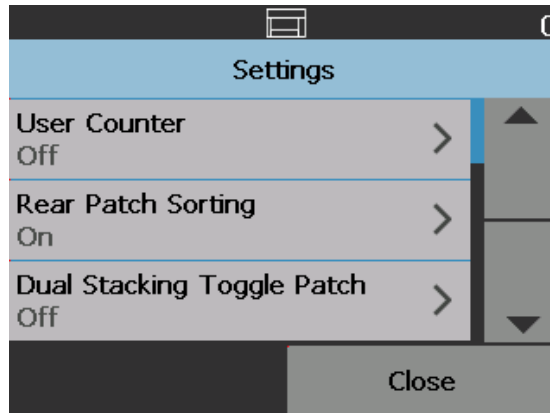 Settings
User Counter
Off
Rear Patch Sorting
On
Dual Stacking Toggle Patch
Off
Close